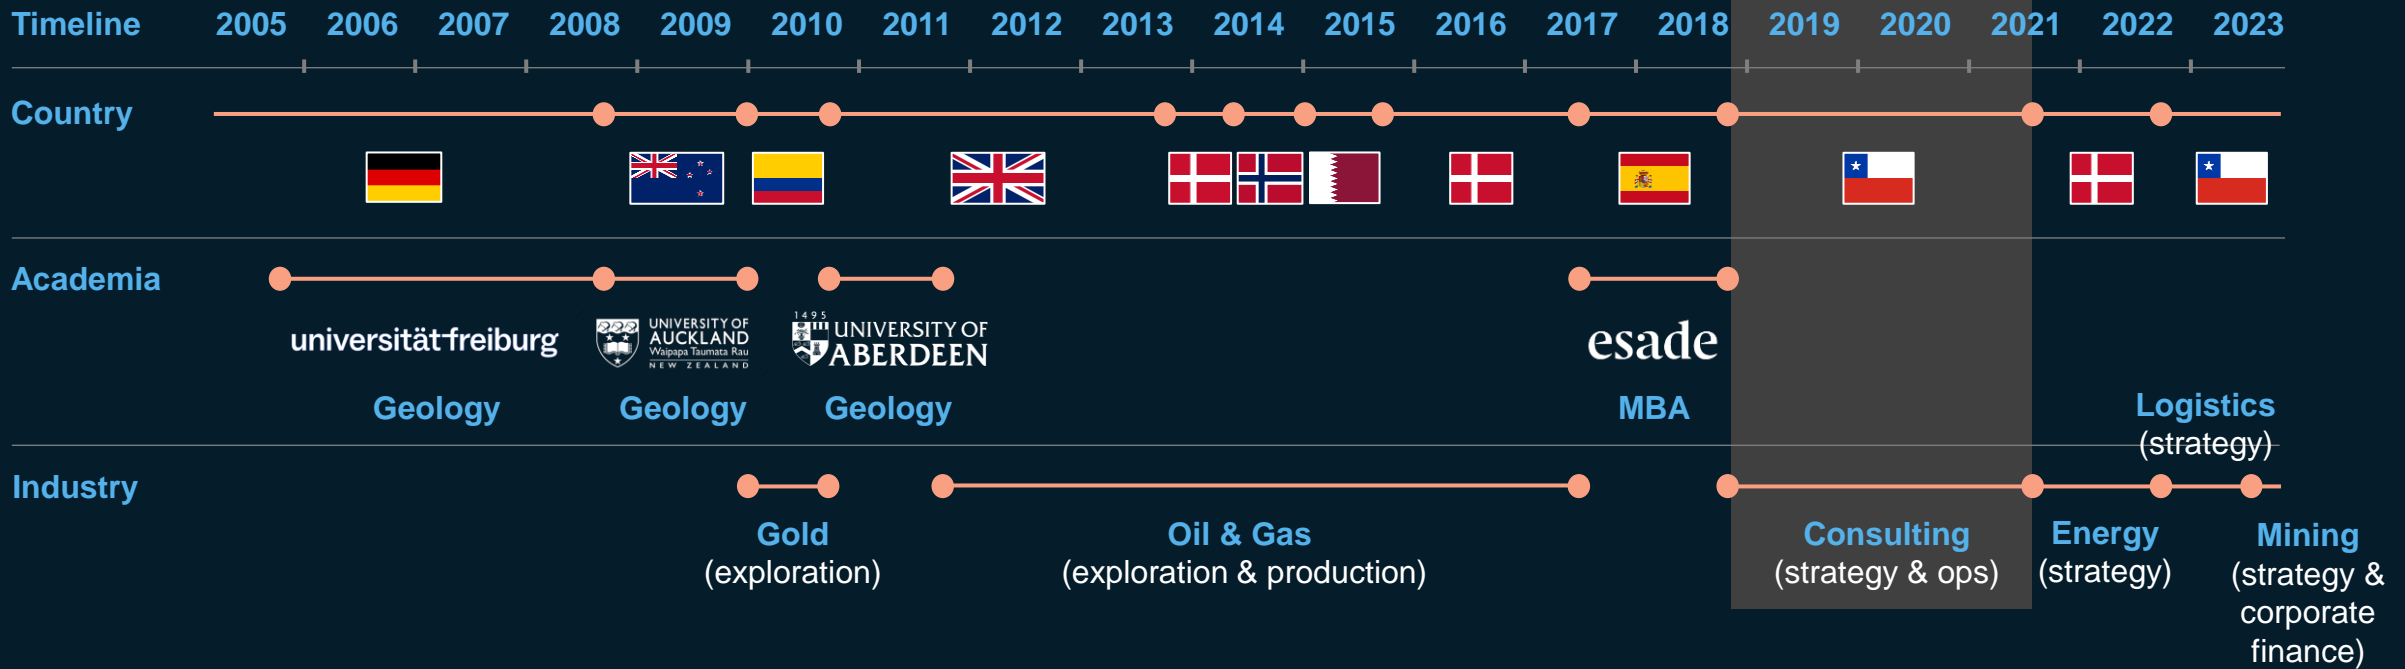 Timeline 2005 2006 2007 2008 2009 2010 2011 2012 2013 2014 2015 2016 2017 2018 2019 2020 2021 2022 2023
Country
Academia
universität freiburg
UNIVERSITY OF
AUCKLAND
Waipapa Taumata Rau
NEW ZEALAND
1495
UNIVERSITY OF
ABERDEEN
esade
Geology Geology Geology MBA
Logistics
(strategy)
Industry
Gold
(exploration)
Oil & Gas
(exploration & production)
Consulting
(strategy & ops)
Energy
(strategy)
Mining
(strategy &
corporate
finance)